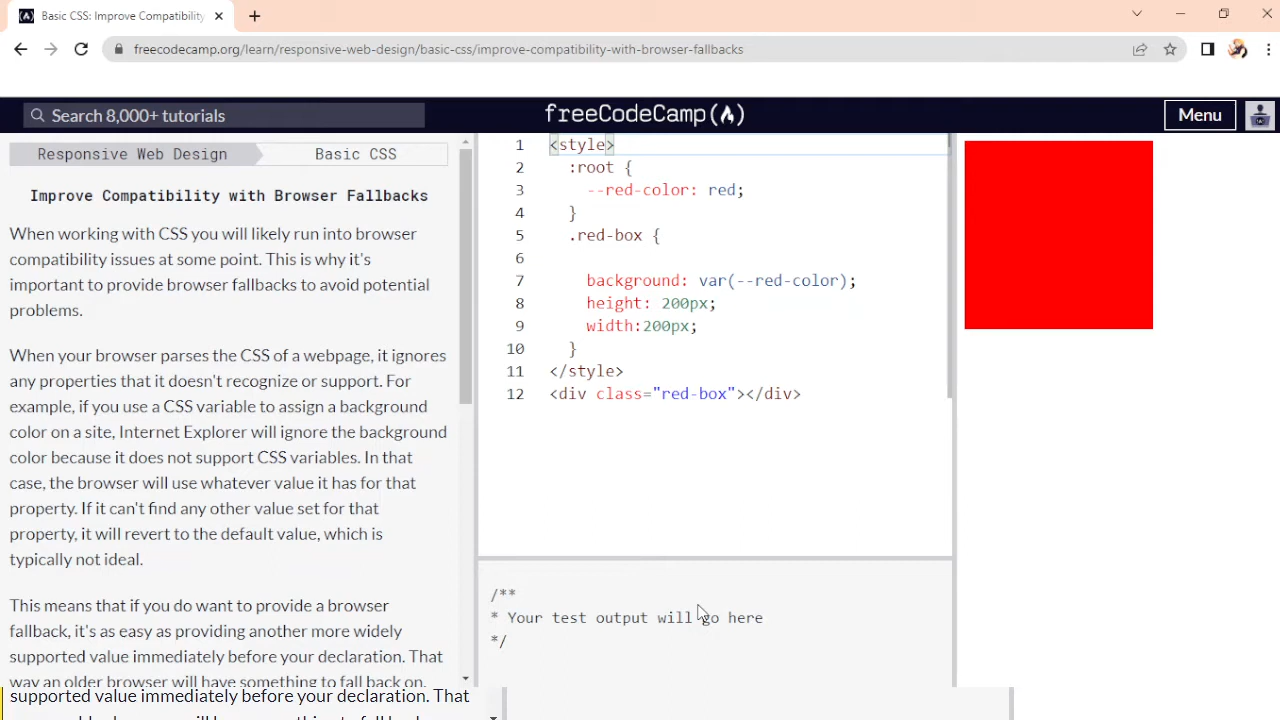 Basic CSS: Improve Compatibility
freecodecamp.org/learn/responsive-web-design/basic-css/improve-compatibility-with-browser-fallbacks
Search 8,000+ tutorials
freeCodeCamp
Menu
Responsive Web Design
Basic CSS
Improve Compatibility with Browser Fallbacks
When working with CSS you will likely run into browser
compatibility issues at some point. This is why it's
important to provide browser fallbacks to avoid potential
problems.
When your browser parses the CSS of a webpage, it ignores
any properties that it doesn't recognize or support. For
example, if you use a CSS variable to assign a background
color on a site, Internet Explorer will ignore the background
color because it does not support CSS variables. In that
case, the browser will use whatever value it has for that
property. If it can't find any other value set for that
property, it will revert to the default value, which is
typically not ideal.
This means that if you do want to provide a browser
fallback, it's as easy as providing another more widely
supported value immediately before your declaration. That
way an older browser will have something to fall back on,
supported value immediately before your declaration. That
1 <style>
2 :root {
3 --red-color: red;
4 }
5 .red-box {
6
7 background: var(--red-color);
8 height: 200px;
9 width:200px;
10 }
11 </style>
12 <div class="red-box"></div>
/**
* Your test output will go here
*/